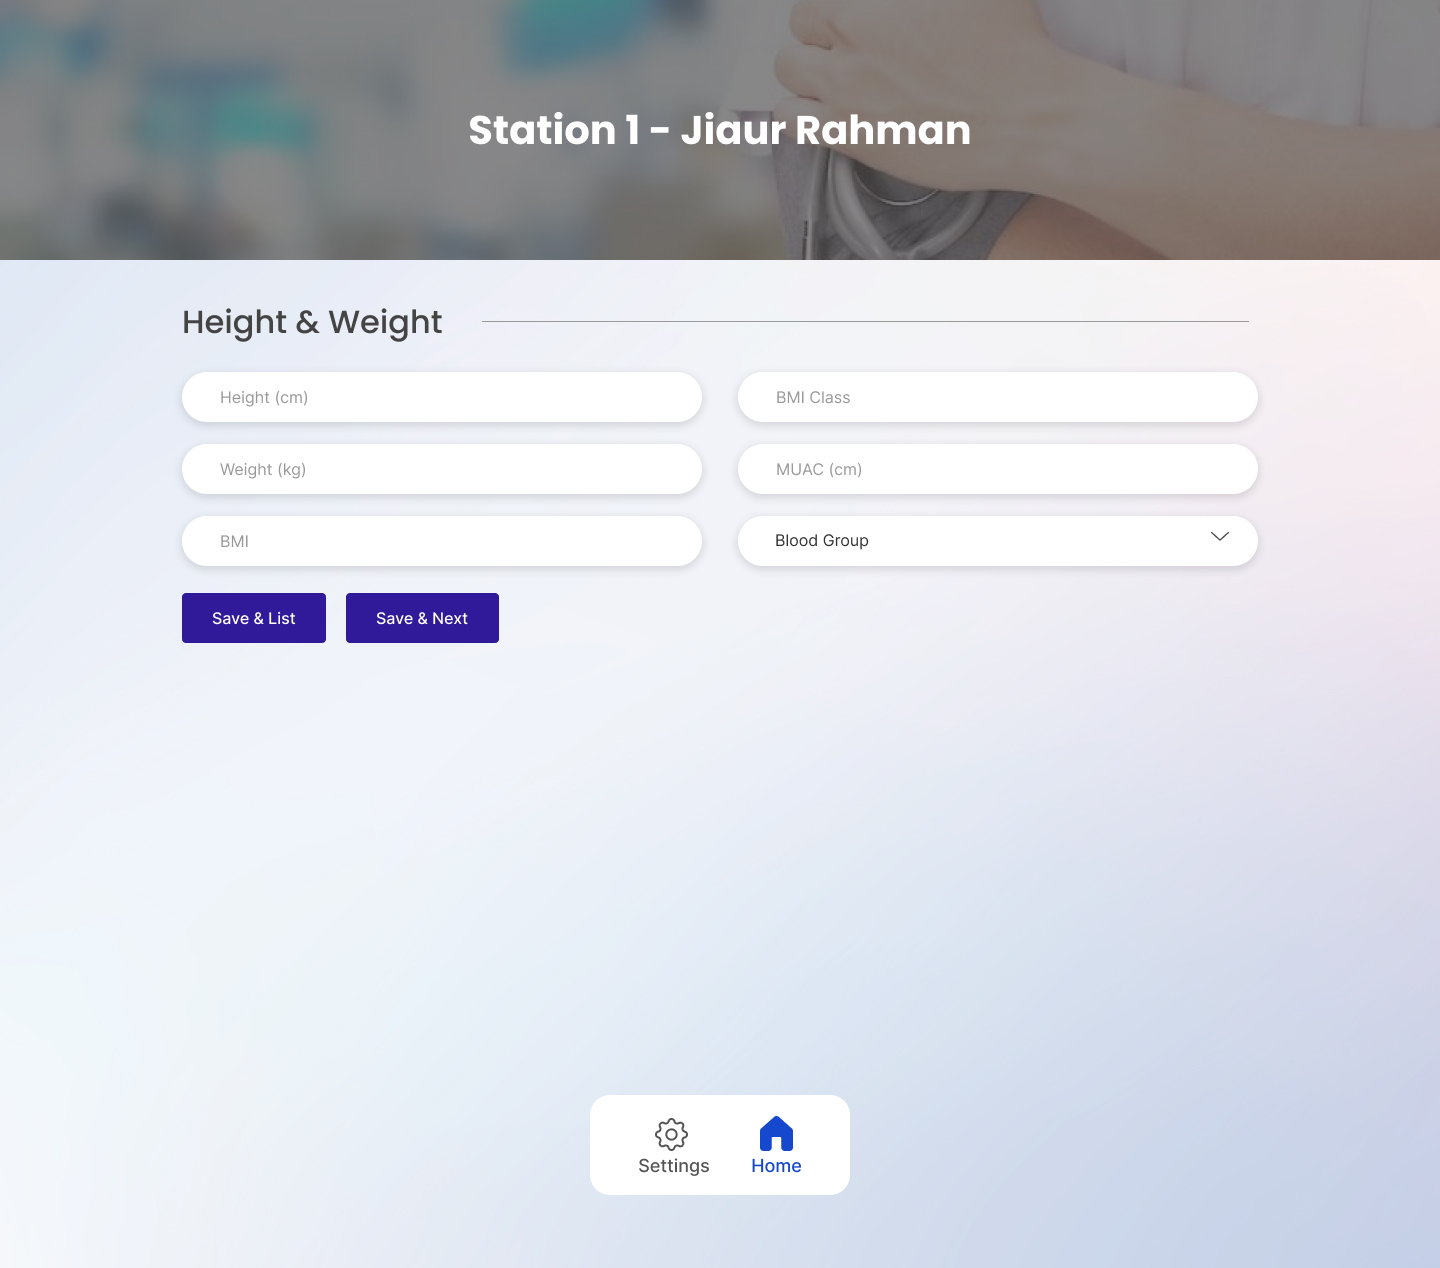 Station 1 - Jiaur Rahman
Height & Weight
Height (cm)
BMI Class
Weight (kg)
MUAC (cm)
BMI
Blood Group
Save & List
Save & Next
Settings
Home